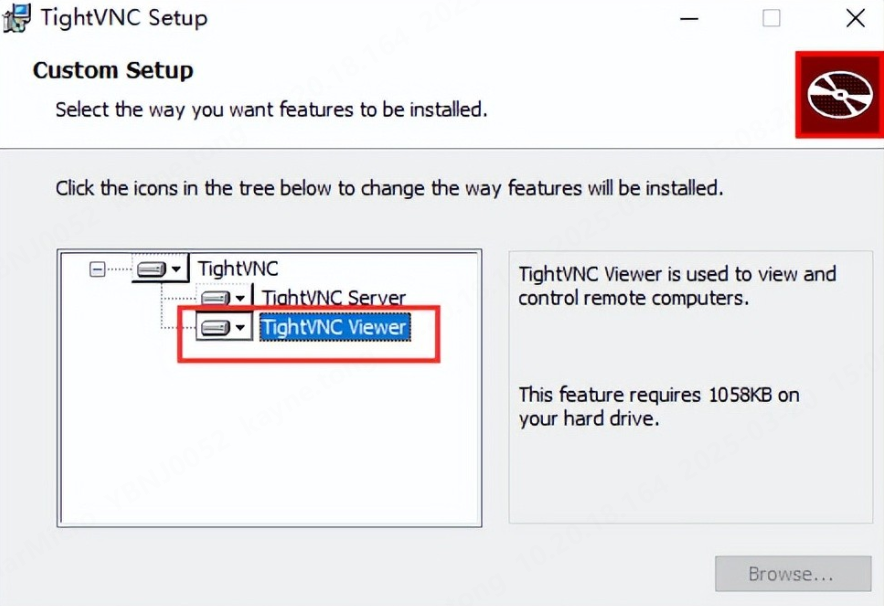 TightVNC Setup
Custom Setup
Select the way you want features to be installed.
Click the icons in the tree below to change the way features will be installed.
TightVNC
TightVNC Server
TightVNC Viewer
TightVNC Viewer is used to view and
control remote computers.
This feature requires 1058KB on
your hard drive.
Browse...